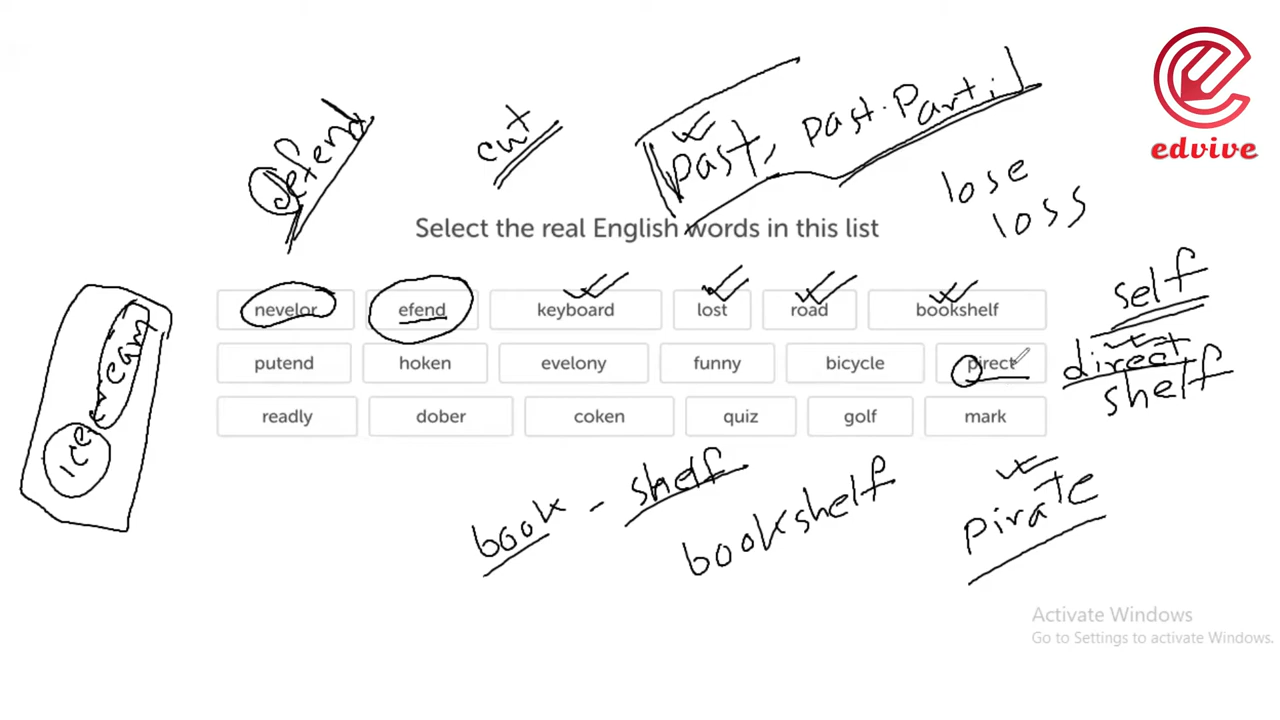 edvive
defend
cut
past, past. Parti
lose
loss
Select the real English words in this list
nevelor efend keyboard lost road bookshelf
putend hoken evelony funny bicycle pirect
readly dober coken quiz golf mark
self
direct
shelf
ice cream
book - shelf
bookshelf
pirate
Activate Windows
Go to Settings to activate Windows.